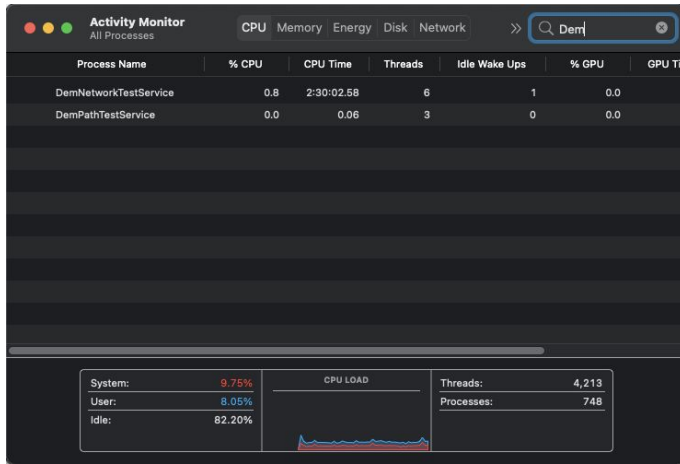 Activity Monitor
All Processes
CPU Memory Energy Disk Network
Dem
Process Name % CPU CPU Time Threads Idle Wake Ups % GPU GPU Ti
DemNetworkTestService 0.8 2:30:02.58 6 1 0.0
DemPathTestService 0.0 0.06 3 0 0.0
System: 9.75% CPU LOAD Threads: 4,213
User: 8.05% Processes: 748
Idle: 82.20%